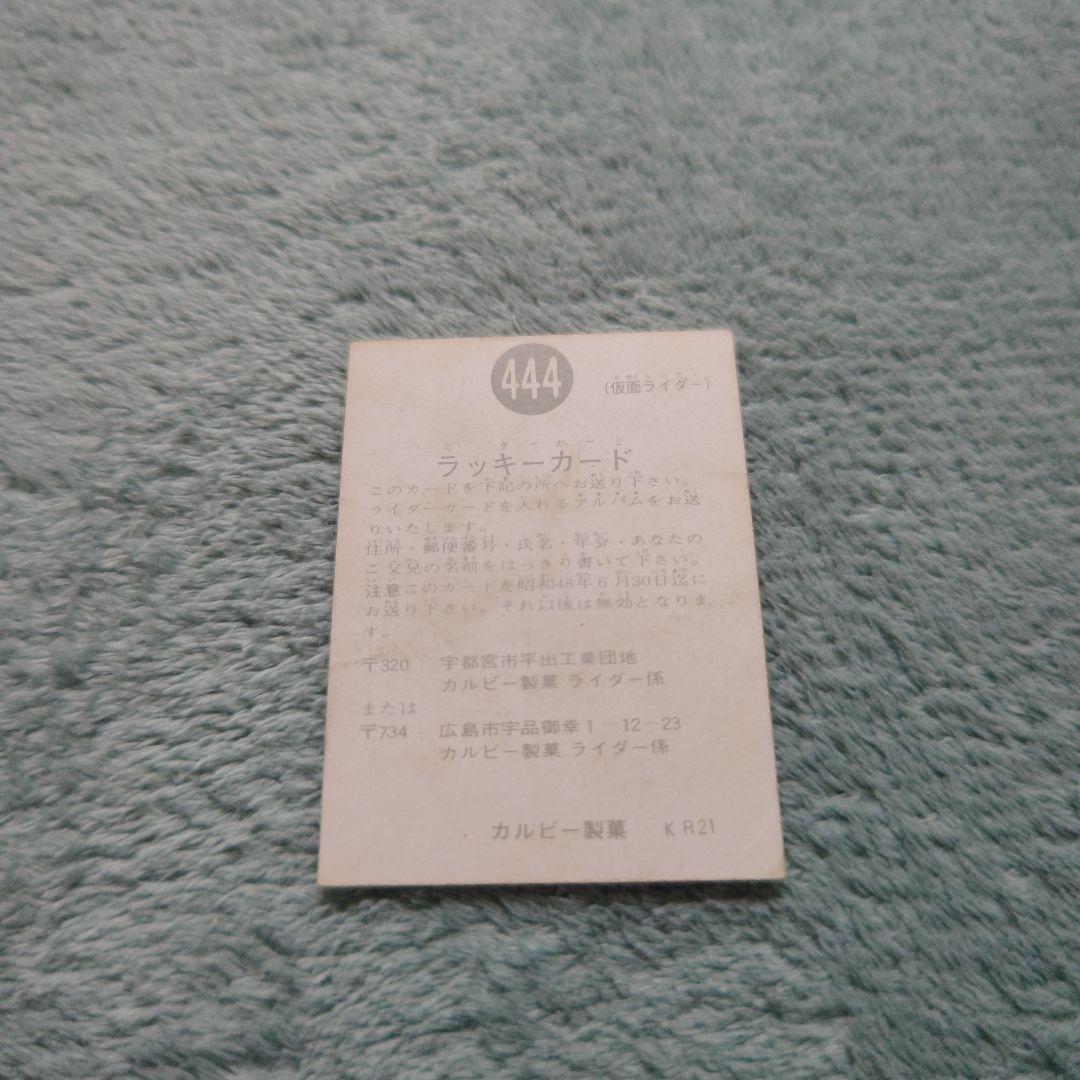 444
(仮面ライダー)
ラッキーカード
このカードを下記の所へお送り下さい。
ライダーカードを入れるアルバムをお送
りいたします。
住所・郵便番号・氏名・年令・あなたの
ご父兄の名前をはっきり書いて下さい。
注意このカードを昭和48年6月30日迄に
お送り下さい。それ以後は無効となりま
す。
〒320 宇都宮市平出工業団地
カルビー製菓 ライダー係
または
〒734 広島市宇品御幸1-12-23
カルビー製菓 ライダー係
カルビー製菓 KR21